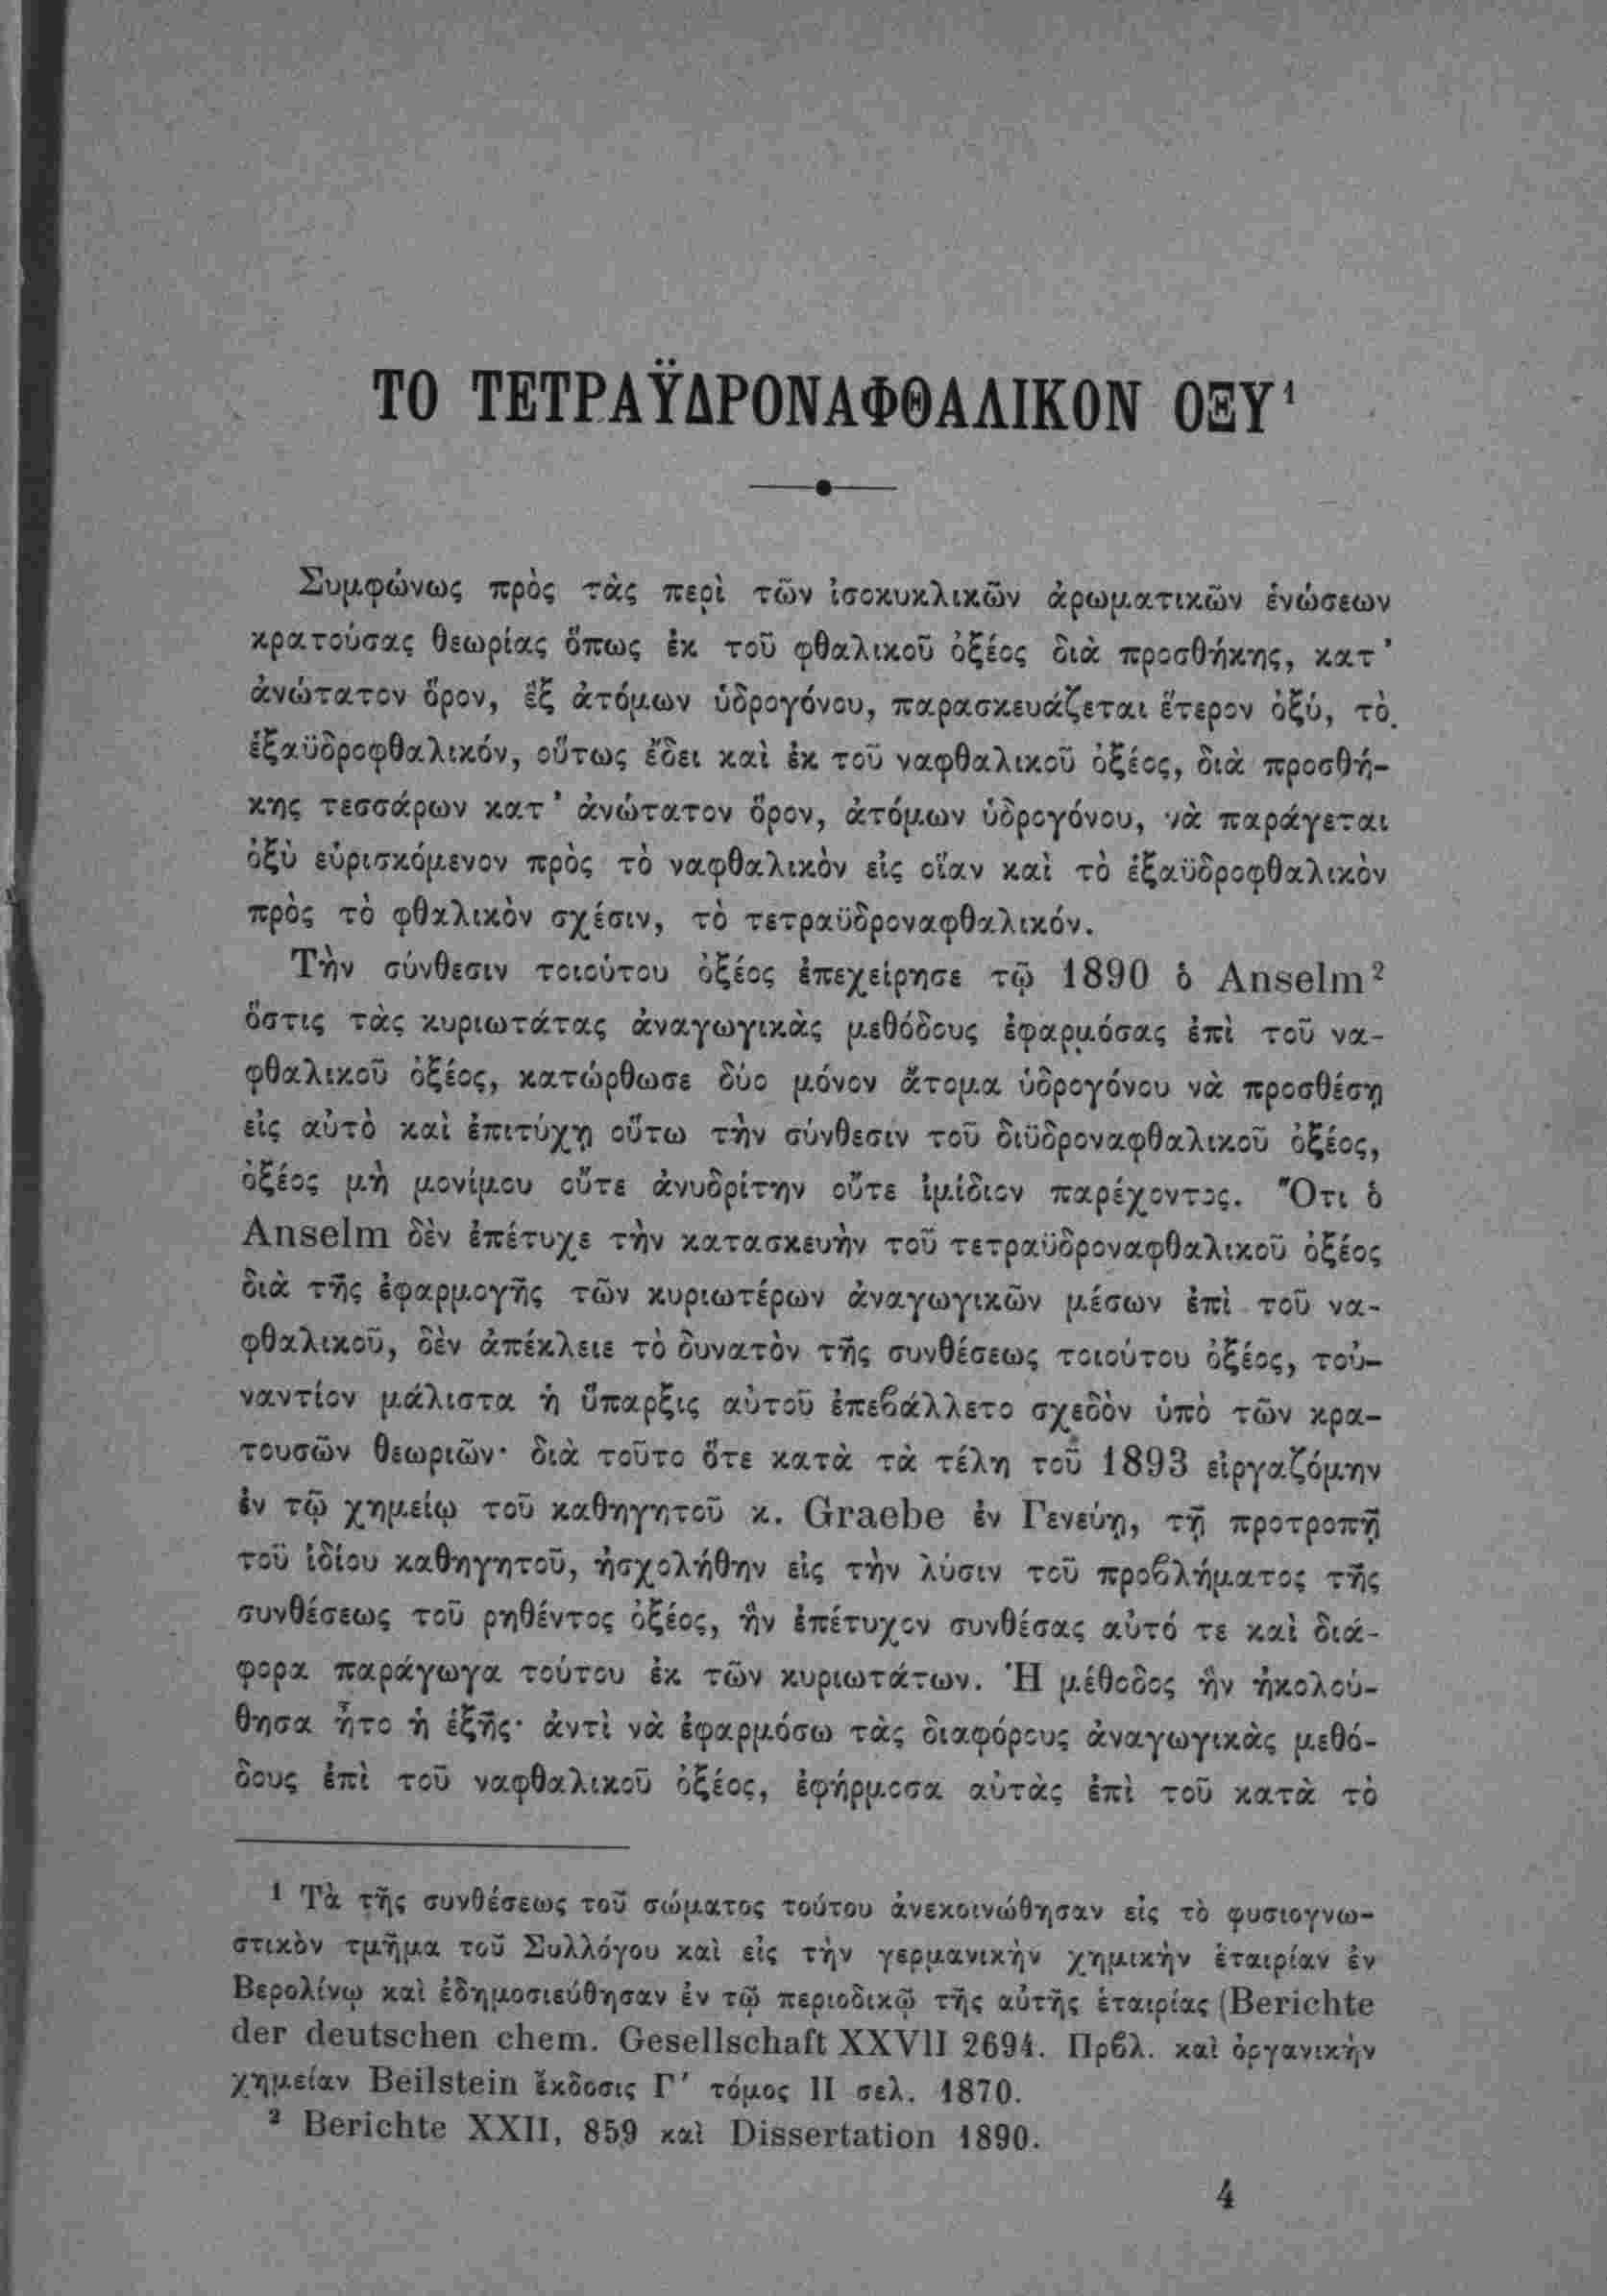 ΤΟ ΤΕΤΡΑΫΔΡΟΝΑΦΘΑΛΙΚΟΝ ΟΞΥ¹
Συμφώνως πρὸς τὰς περὶ τῶν ἰσοκυκλικῶν ἀρωματικῶν ἑνώσεων
κρατούσας θεωρίας ὅπως ἐκ τοῦ φθαλικοῦ ὀξέος διὰ προσθήκης, κατ’
ἀνώτατον ὅρον, ἓξ ἀτόμων ὑδρογόνου, παρασκευάζεται ἕτερον ὀξύ, τὸ
ἑξαϋδροφθαλικόν, οὕτως ἔδει καὶ ἐκ τοῦ ναφθαλικοῦ ὀξέος, διὰ προσθή-
κης τεσσάρων κατ’ ἀνώτατον ὅρον, ἀτόμων ὑδρογόνου, νὰ παράγεται
ὀξὺ εὑρισκόμενον πρὸς τὸ ναφθαλικὸν εἰς οἵαν καὶ τὸ ἑξαϋδροφθαλικὸν
πρὸς τὸ φθαλικὸν σχέσιν, τὸ τετραϋδροναφθαλικόν.
Τὴν σύνθεσιν τοιούτου ὀξέος ἐπεχείρησε τῷ 1890 ὁ Anselm²
ὅστις τὰς κυριωτάτας ἀναγωγικὰς μεθόδους ἐφαρμόσας ἐπὶ τοῦ να-
φθαλικοῦ ὀξέος, κατώρθωσε δύο μόνον ἄτομα ὑδρογόνου νὰ προσθέσῃ
εἰς αὐτὸ καὶ ἐπιτύχῃ οὕτω τὴν σύνθεσιν τοῦ διϋδροναφθαλικοῦ ὀξέος,
ὀξέος μὴ μονίμου οὔτε ἀνυδρίτην οὔτε ἰμίδιον παρέχοντος. Ὅτι ὁ
Anselm δὲν ἐπέτυχε τὴν κατασκευὴν τοῦ τετραϋδροναφθαλικοῦ ὀξέος
διὰ τῆς ἐφαρμογῆς τῶν κυριωτέρων ἀναγωγικῶν μέσων ἐπὶ τοῦ να-
φθαλικοῦ, δὲν ἀπέκλειε τὸ δυνατὸν τῆς συνθέσεως τοιούτου ὀξέος, τοὐ-
ναντίον μάλιστα ἡ ὕπαρξις αὐτοῦ ἐπεβάλλετο σχεδὸν ὑπὸ τῶν κρα-
τουσῶν θεωριῶν· διὰ τοῦτο ὅτε κατὰ τὰ τέλη τοῦ 1893 εἰργαζόμην
ἐν τῷ χημείῳ τοῦ καθηγητοῦ κ. Graebe ἐν Γενεύῃ, τῇ προτροπῇ
τοῦ ἰδίου καθηγητοῦ, ἠσχολήθην εἰς τὴν λύσιν τοῦ προβλήματος τῆς
συνθέσεως τοῦ ρηθέντος ὀξέος, ἣν ἐπέτυχον συνθέσας αὐτό τε καὶ διά-
φορα παράγωγα τούτου ἐκ τῶν κυριωτάτων. Ἡ μέθοδος ἣν ἠκολού-
θησα ἦτο ἡ ἑξῆς· ἀντὶ νὰ ἐφαρμόσω τὰς διαφόρους ἀναγωγικὰς μεθό-
δους ἐπὶ τοῦ ναφθαλικοῦ ὀξέος, ἐφήρμοσα αὐτὰς ἐπὶ τοῦ κατὰ τὸ
¹ Τὰ τῆς συνθέσεως τοῦ σώματος τούτου ἀνεκοινώθησαν εἰς τὸ φυσιογνω-
στικὸν τμῆμα τοῦ Συλλόγου καὶ εἰς τὴν γερμανικὴν χημικὴν ἑταιρίαν ἐν
Βερολίνῳ καὶ ἐδημοσιεύθησαν ἐν τῷ περιοδικῷ τῆς αὐτῆς ἑταιρίας (Berichte
der deutschen chem. Gesellschaft XXVII 2694. Πρβλ. καὶ ὀργανικὴν
χημείαν Beilstein ἔκδοσις Γ′ τόμος II σελ. 1870.
² Berichte XXII, 859 καὶ Dissertation 1890.
4